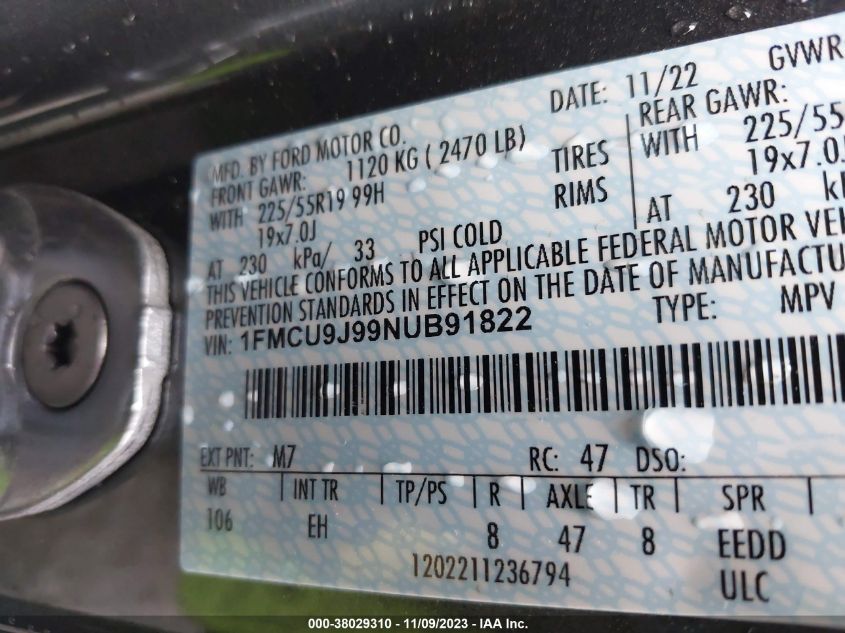 MFD. BY FORD MOTOR CO. DATE: 11/22 GVWR
FRONT GAWR: 1120 KG ( 2470 LB) REAR GAWR:
WITH 225/55R19 99H TIRES WITH 225/55
19x7.0J RIMS 19x7.0J
AT 230 kPa/ 33 PSI COLD AT 230
THIS VEHICLE CONFORMS TO ALL APPLICABLE FEDERAL MOTOR
PREVENTION STANDARDS IN EFFECT ON THE DATE OF
VIN: 1FMCU9J99NUB91822 TYPE: MPV
EXT PNT: M7 RC: 47 DSO:
WB INT TR TP/PS R AXLE TR SPR
106 EH 8 47 8 EEDD
1202211236794 ULC
000-38029310 - 11/09/2023 - IAA Inc.